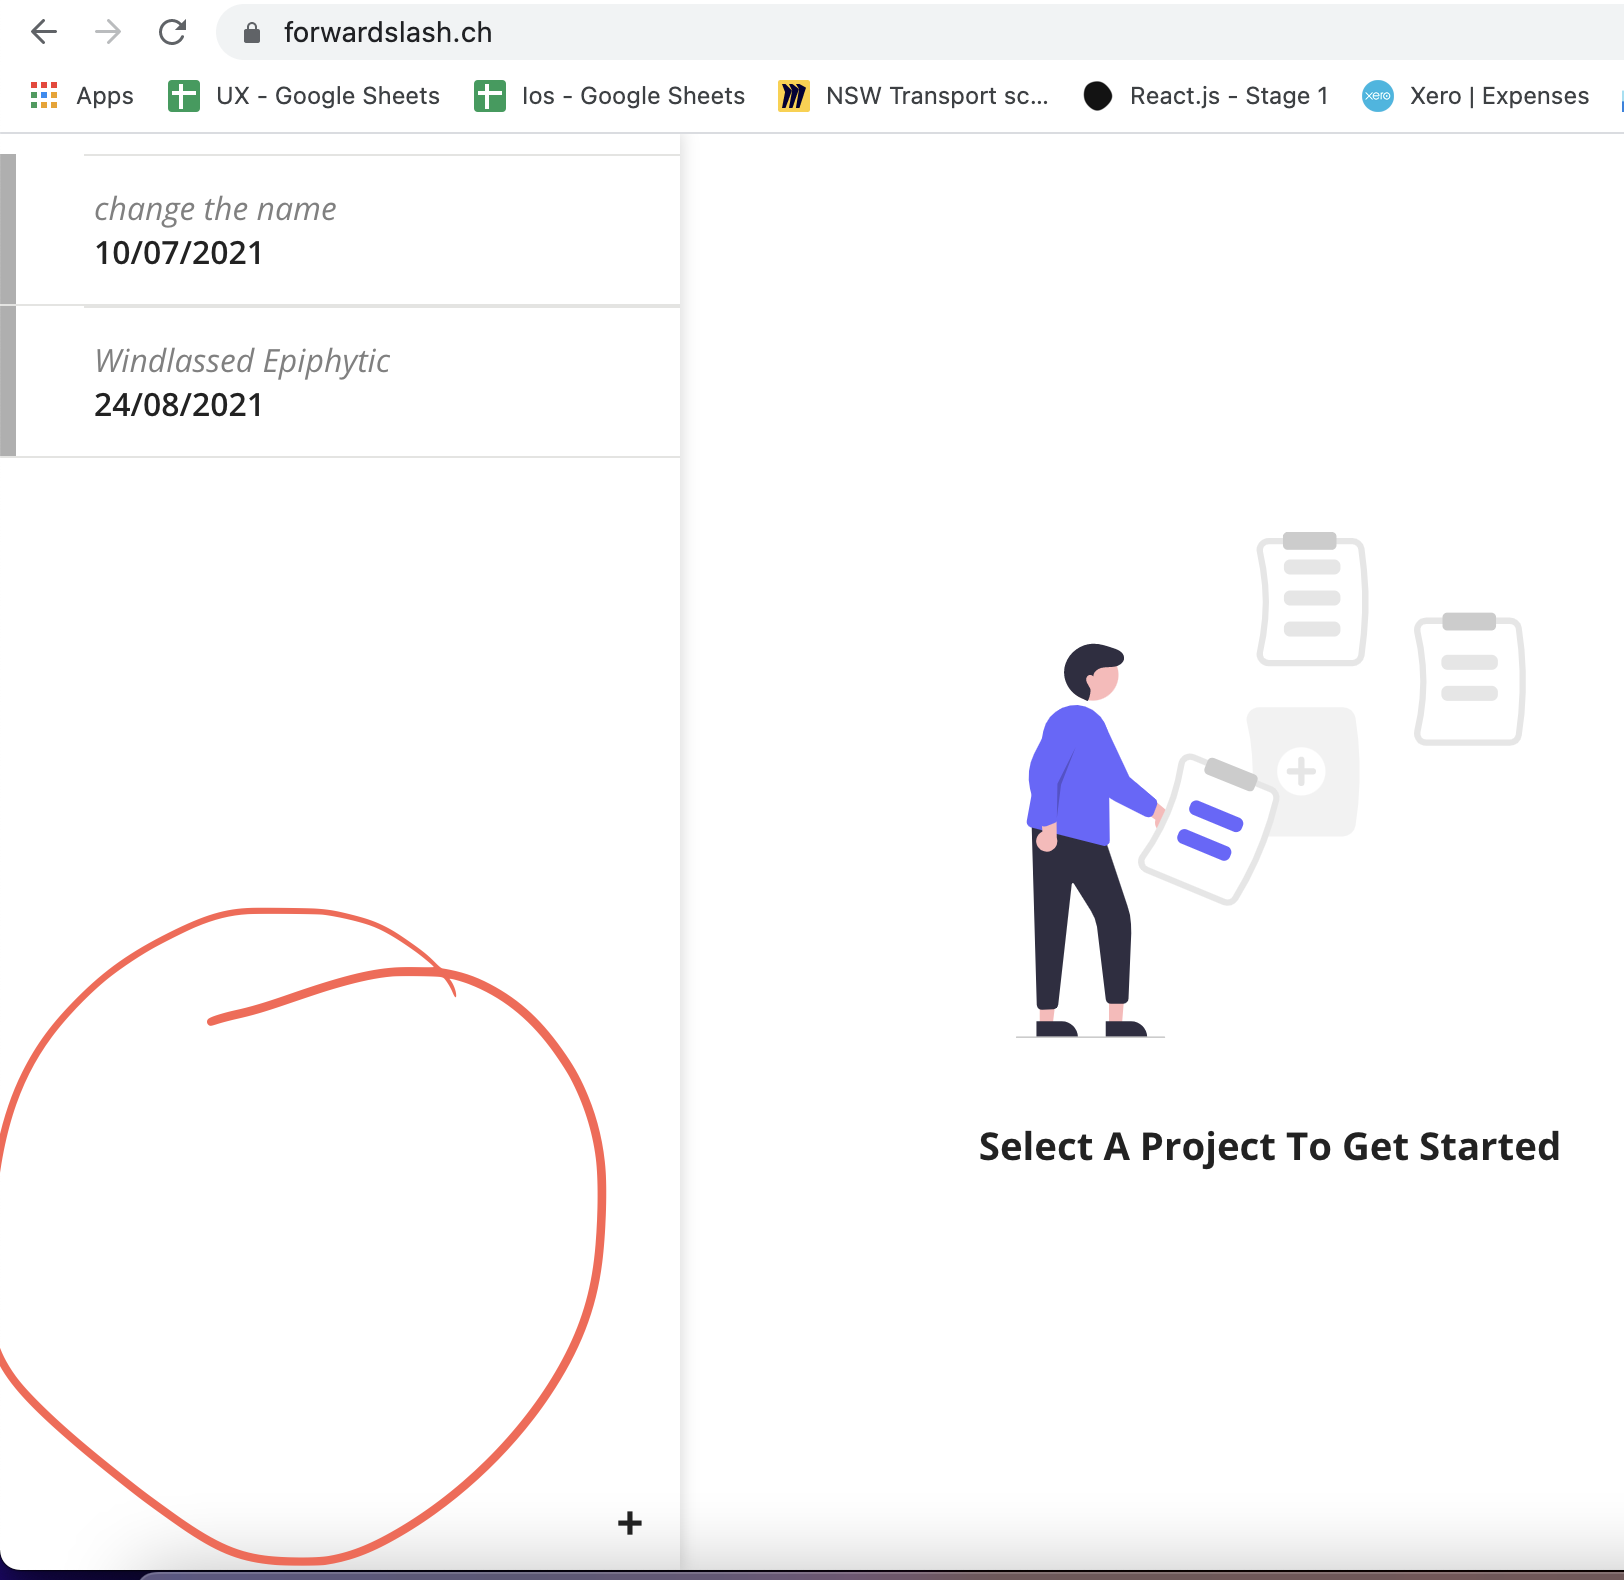 forwardslash.ch
Apps UX - Google Sheets Ios - Google Sheets NSW Transport sc... React.js - Stage 1 xero Xero | Expenses
change the name
10/07/2021
Windlassed Epiphytic
24/08/2021
Select A Project To Get Started
+